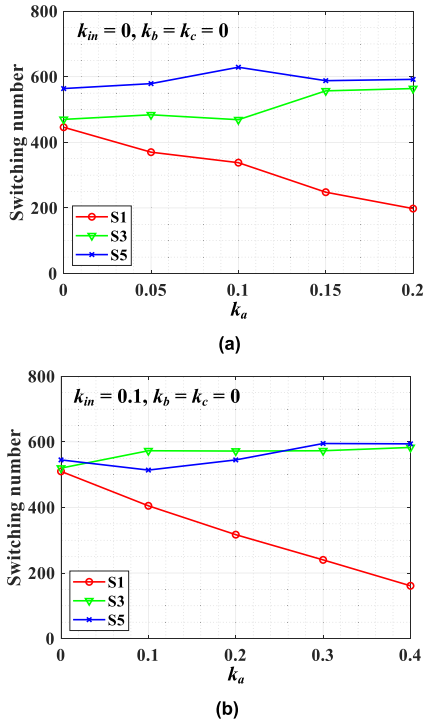 k_in = 0, k_b = k_c = 0
Switching number
800
600
400
200
0
S1
S3
S5
0 0.05 0.1 0.15 0.2
k_a
(a)
k_in = 0.1, k_b = k_c = 0
Switching number
800
600
400
200
0
S1
S3
S5
0 0.1 0.2 0.3 0.4
k_a
(b)